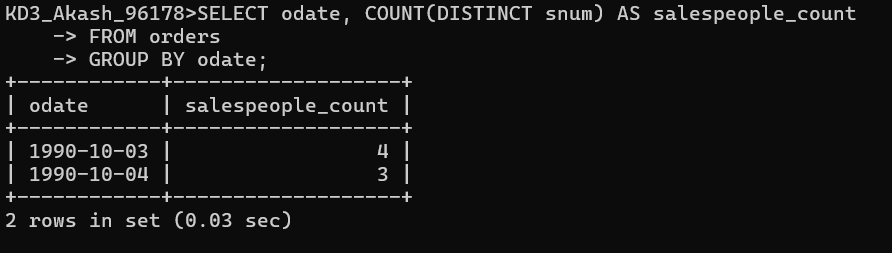 KD3_Akash_96178>SELECT odate, COUNT(DISTINCT snum) AS salespeople_count
    -> FROM orders
    -> GROUP BY odate;
+------------+-------------------+
| odate      | salespeople_count |
+------------+-------------------+
| 1990-10-03 |                 4 |
| 1990-10-04 |                 3 |
+------------+-------------------+
2 rows in set (0.03 sec)